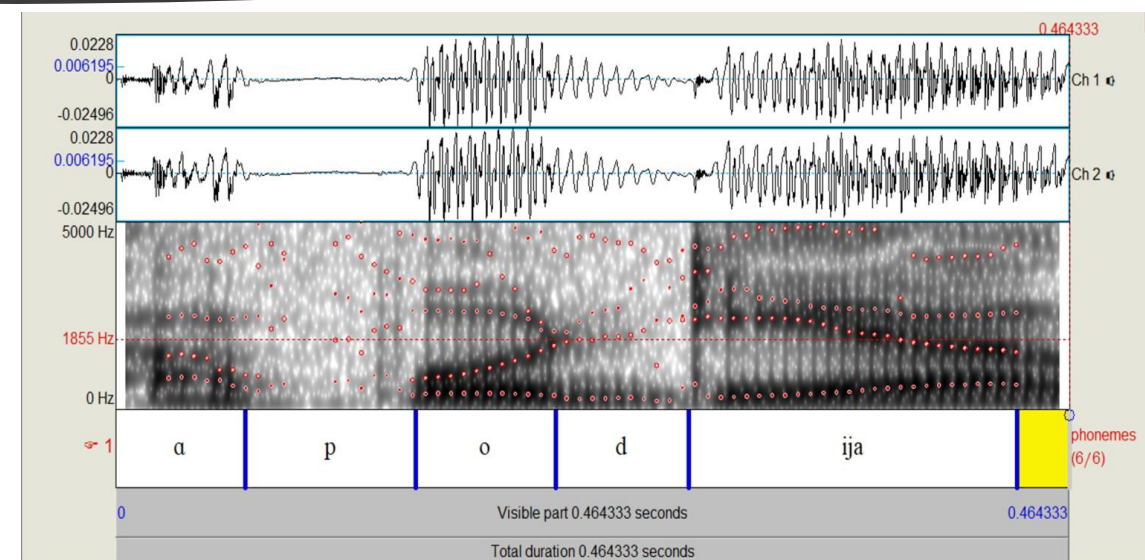 0.464333
0.0228
0.006195
0
-0.02496
Ch 1
0.0228
0.006195
0
-0.02496
Ch 2
5000 Hz
1855 Hz
0 Hz
1
ɑ p o d ija
phonemes
(6/6)
0 Visible part 0.464333 seconds 0.464333
Total duration 0.464333 seconds